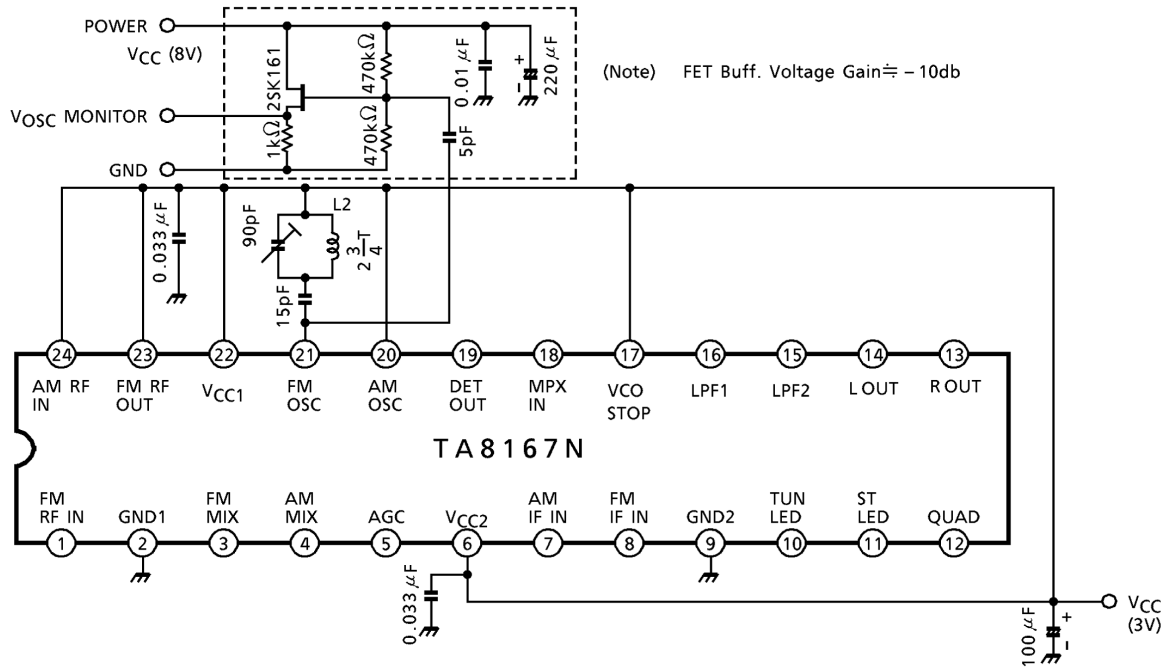 POWER
VCC (8V)
2SK161
470kΩ
0.01 μF
220 μF
+
-
(Note) FET Buff. Voltage Gain≒ – 10db
VOSC MONITOR
1kΩ
470kΩ
5pF
GND
0.033 μF
90pF
L2
2 3/4 T
15pF
24 23 22 21 20 19 18 17 16 15 14 13
AM RF IN
FM RF OUT
VCC1
FM OSC
AM OSC
DET OUT
MPX IN
VCO STOP
LPF1
LPF2
L OUT
R OUT
TA8167N
FM RF IN
GND1
FM MIX
AM MIX
AGC
VCC2
AM IF IN
FM IF IN
GND2
TUN LED
ST LED
QUAD
1 2 3 4 5 6 7 8 9 10 11 12
0.033 μF
VCC
(3V)
100 μF
+
-